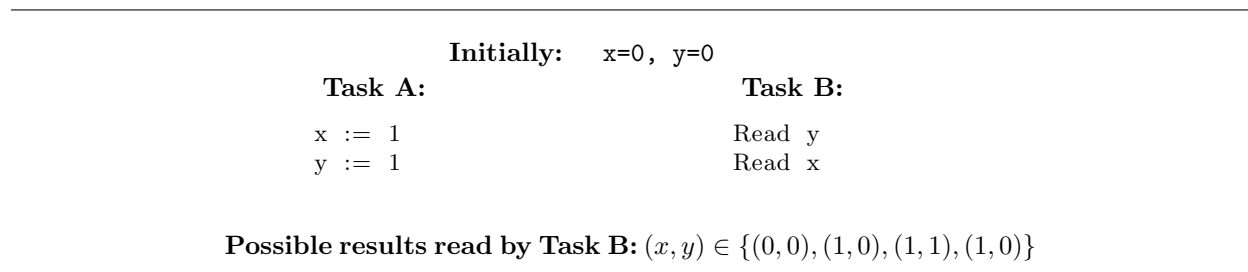 Initially: x=0, y=0
Task A: Task B:
x := 1 Read y
y := 1 Read x
Possible results read by Task B: (x, y) ∈ {(0, 0), (1, 0), (1, 1), (1, 0)}